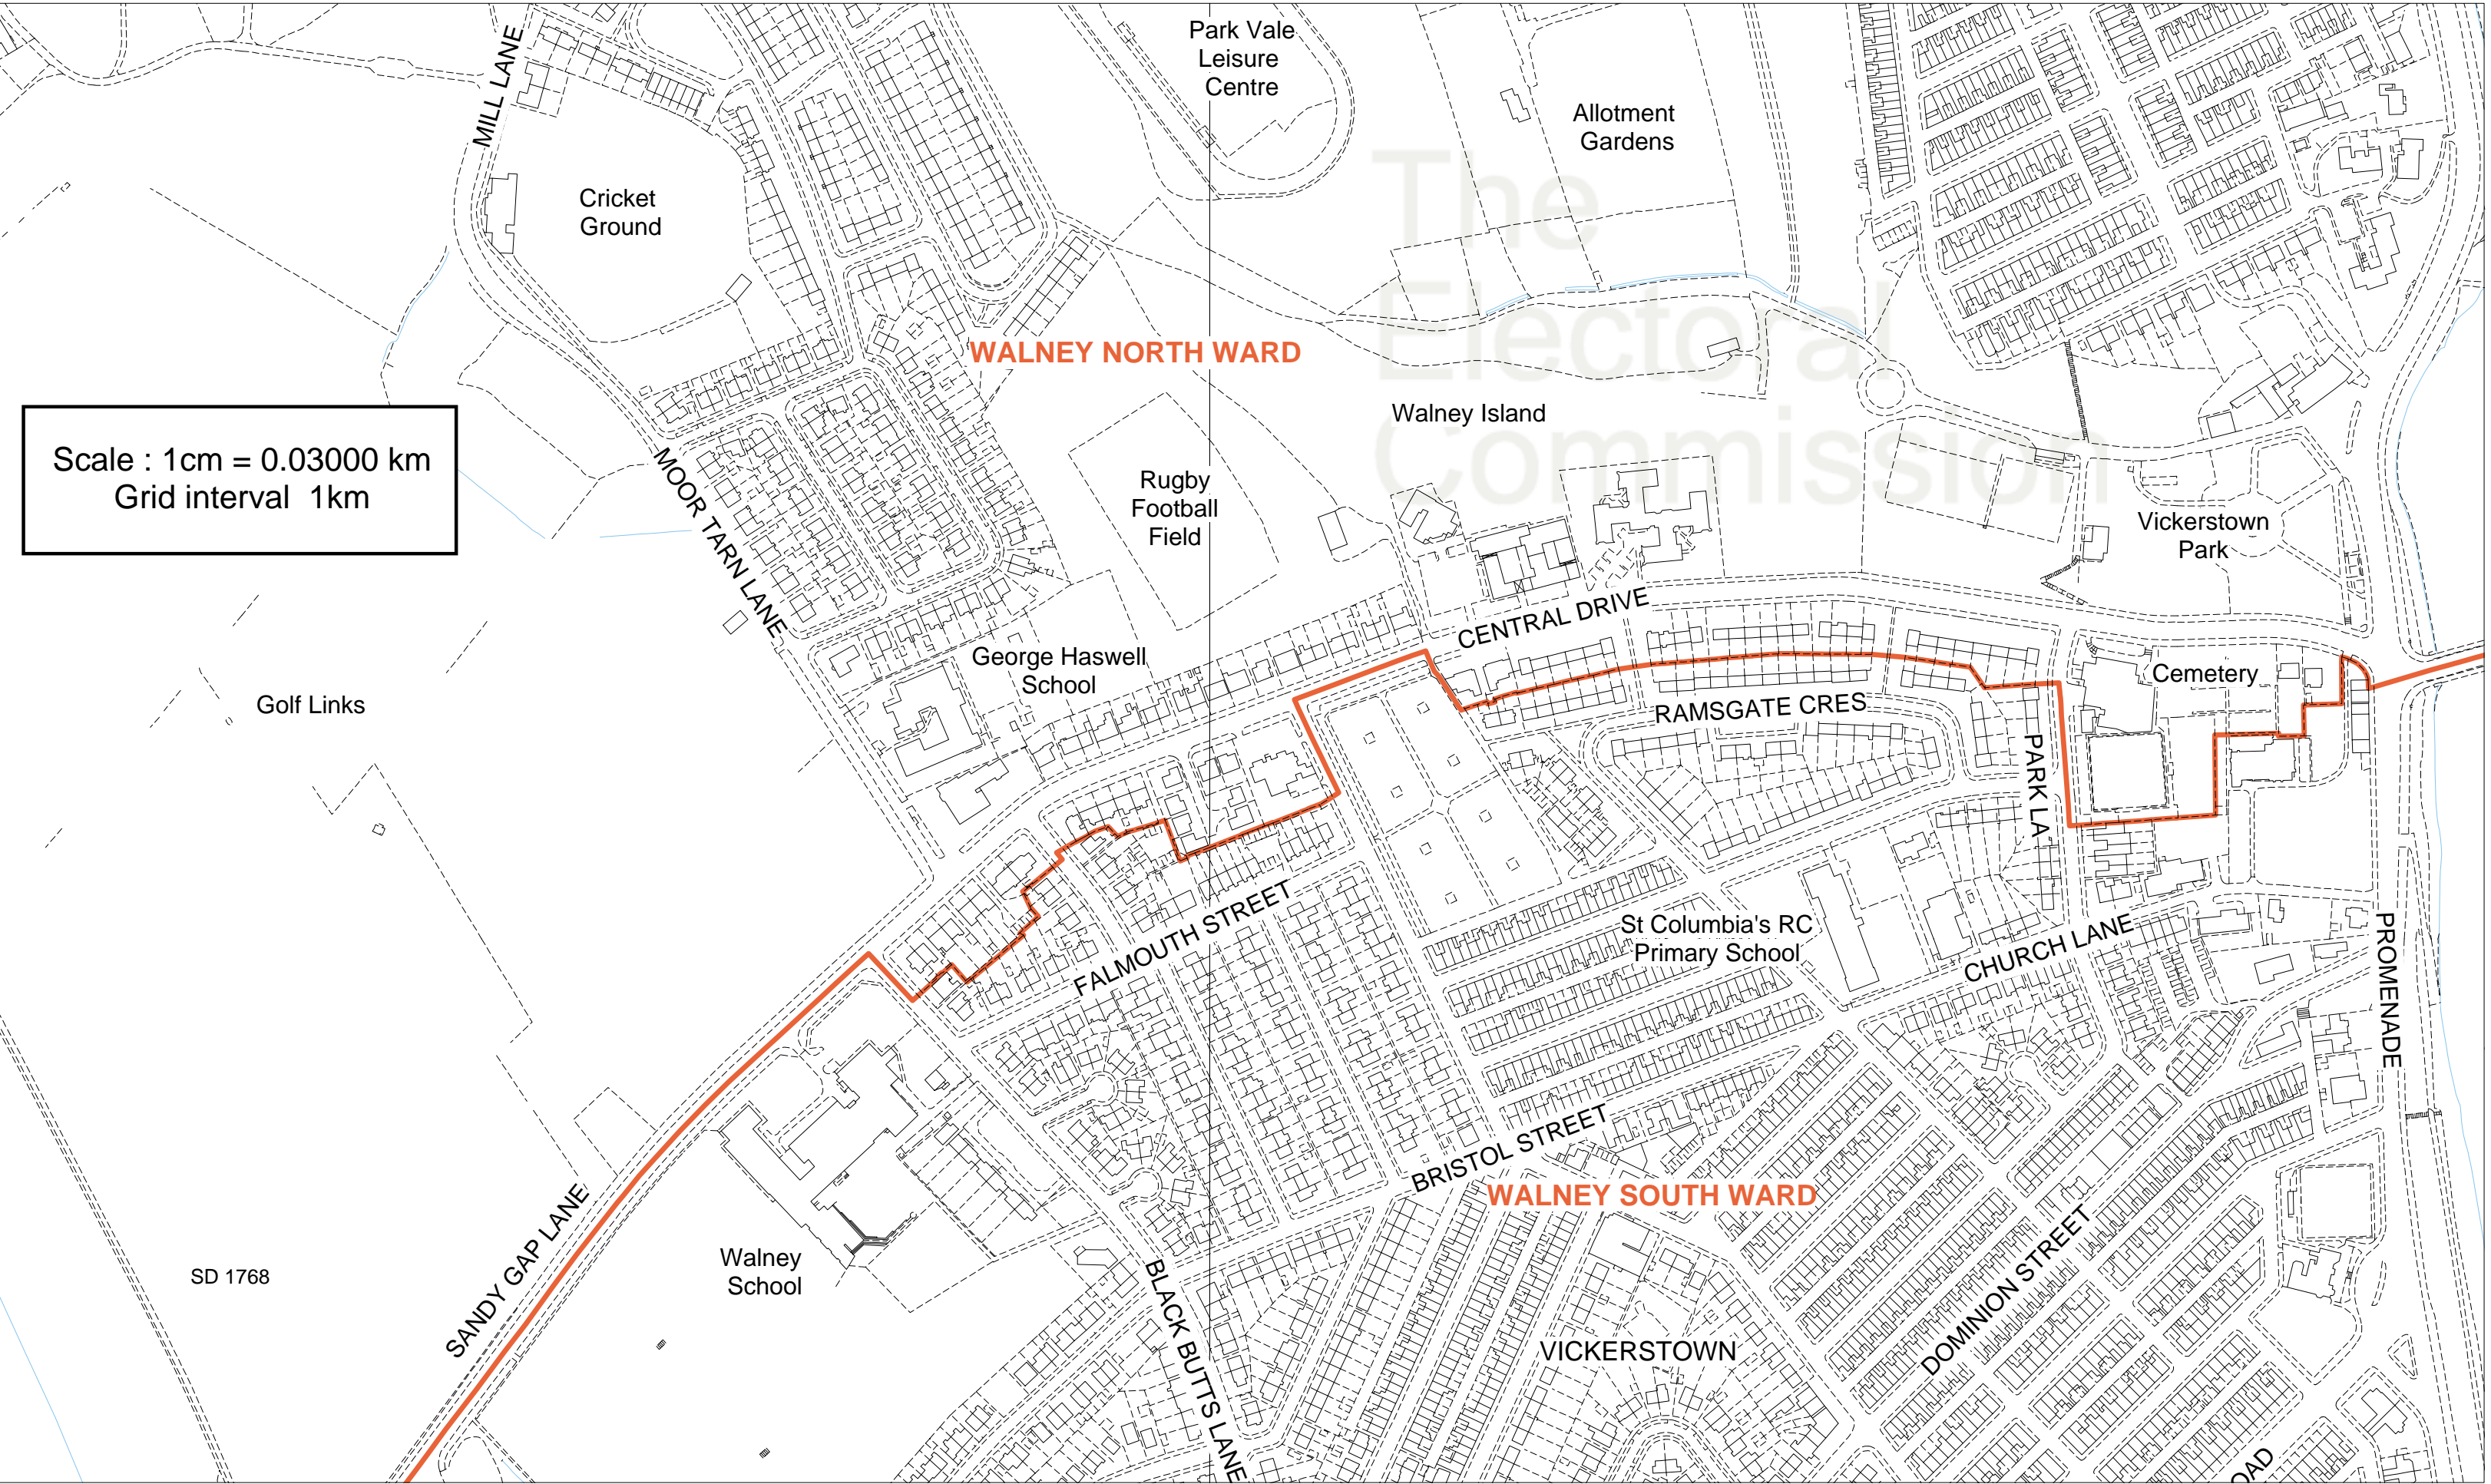 Park Vale
Leisure
Centre
MILL LANE
Allotment
Gardens
The
Electoral
Commission
Cricket
Ground
WALNEY NORTH WARD
Walney Island
Scale : 1cm = 0.03000 km
Grid interval 1km
MOOR TARN LANE
Rugby
Football
Field
Vickerstown
Park
CENTRAL DRIVE
George Haswell
School
Cemetery
Golf Links
RAMSGATE CRES
PARK LA
FALMOUTH STREET
St Columbia's RC
Primary School
CHURCH LANE
PROMENADE
BRISTOL STREET
WALNEY SOUTH WARD
SANDY GAP LANE
Walney
School
SD 1768
BLACK BUTTS LANE
DOMINION STREET
VICKERSTOWN
OAD